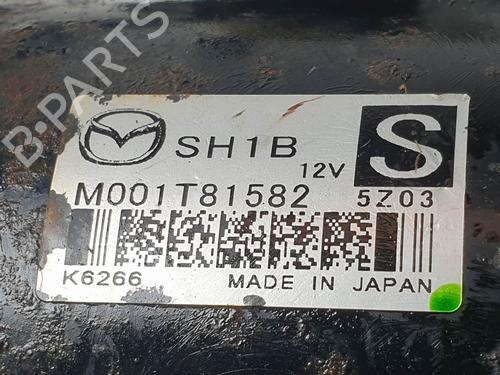 B-PARTS
SH1B
12V
S
M001T81582
5Z03
K6266
MADE IN JAPAN